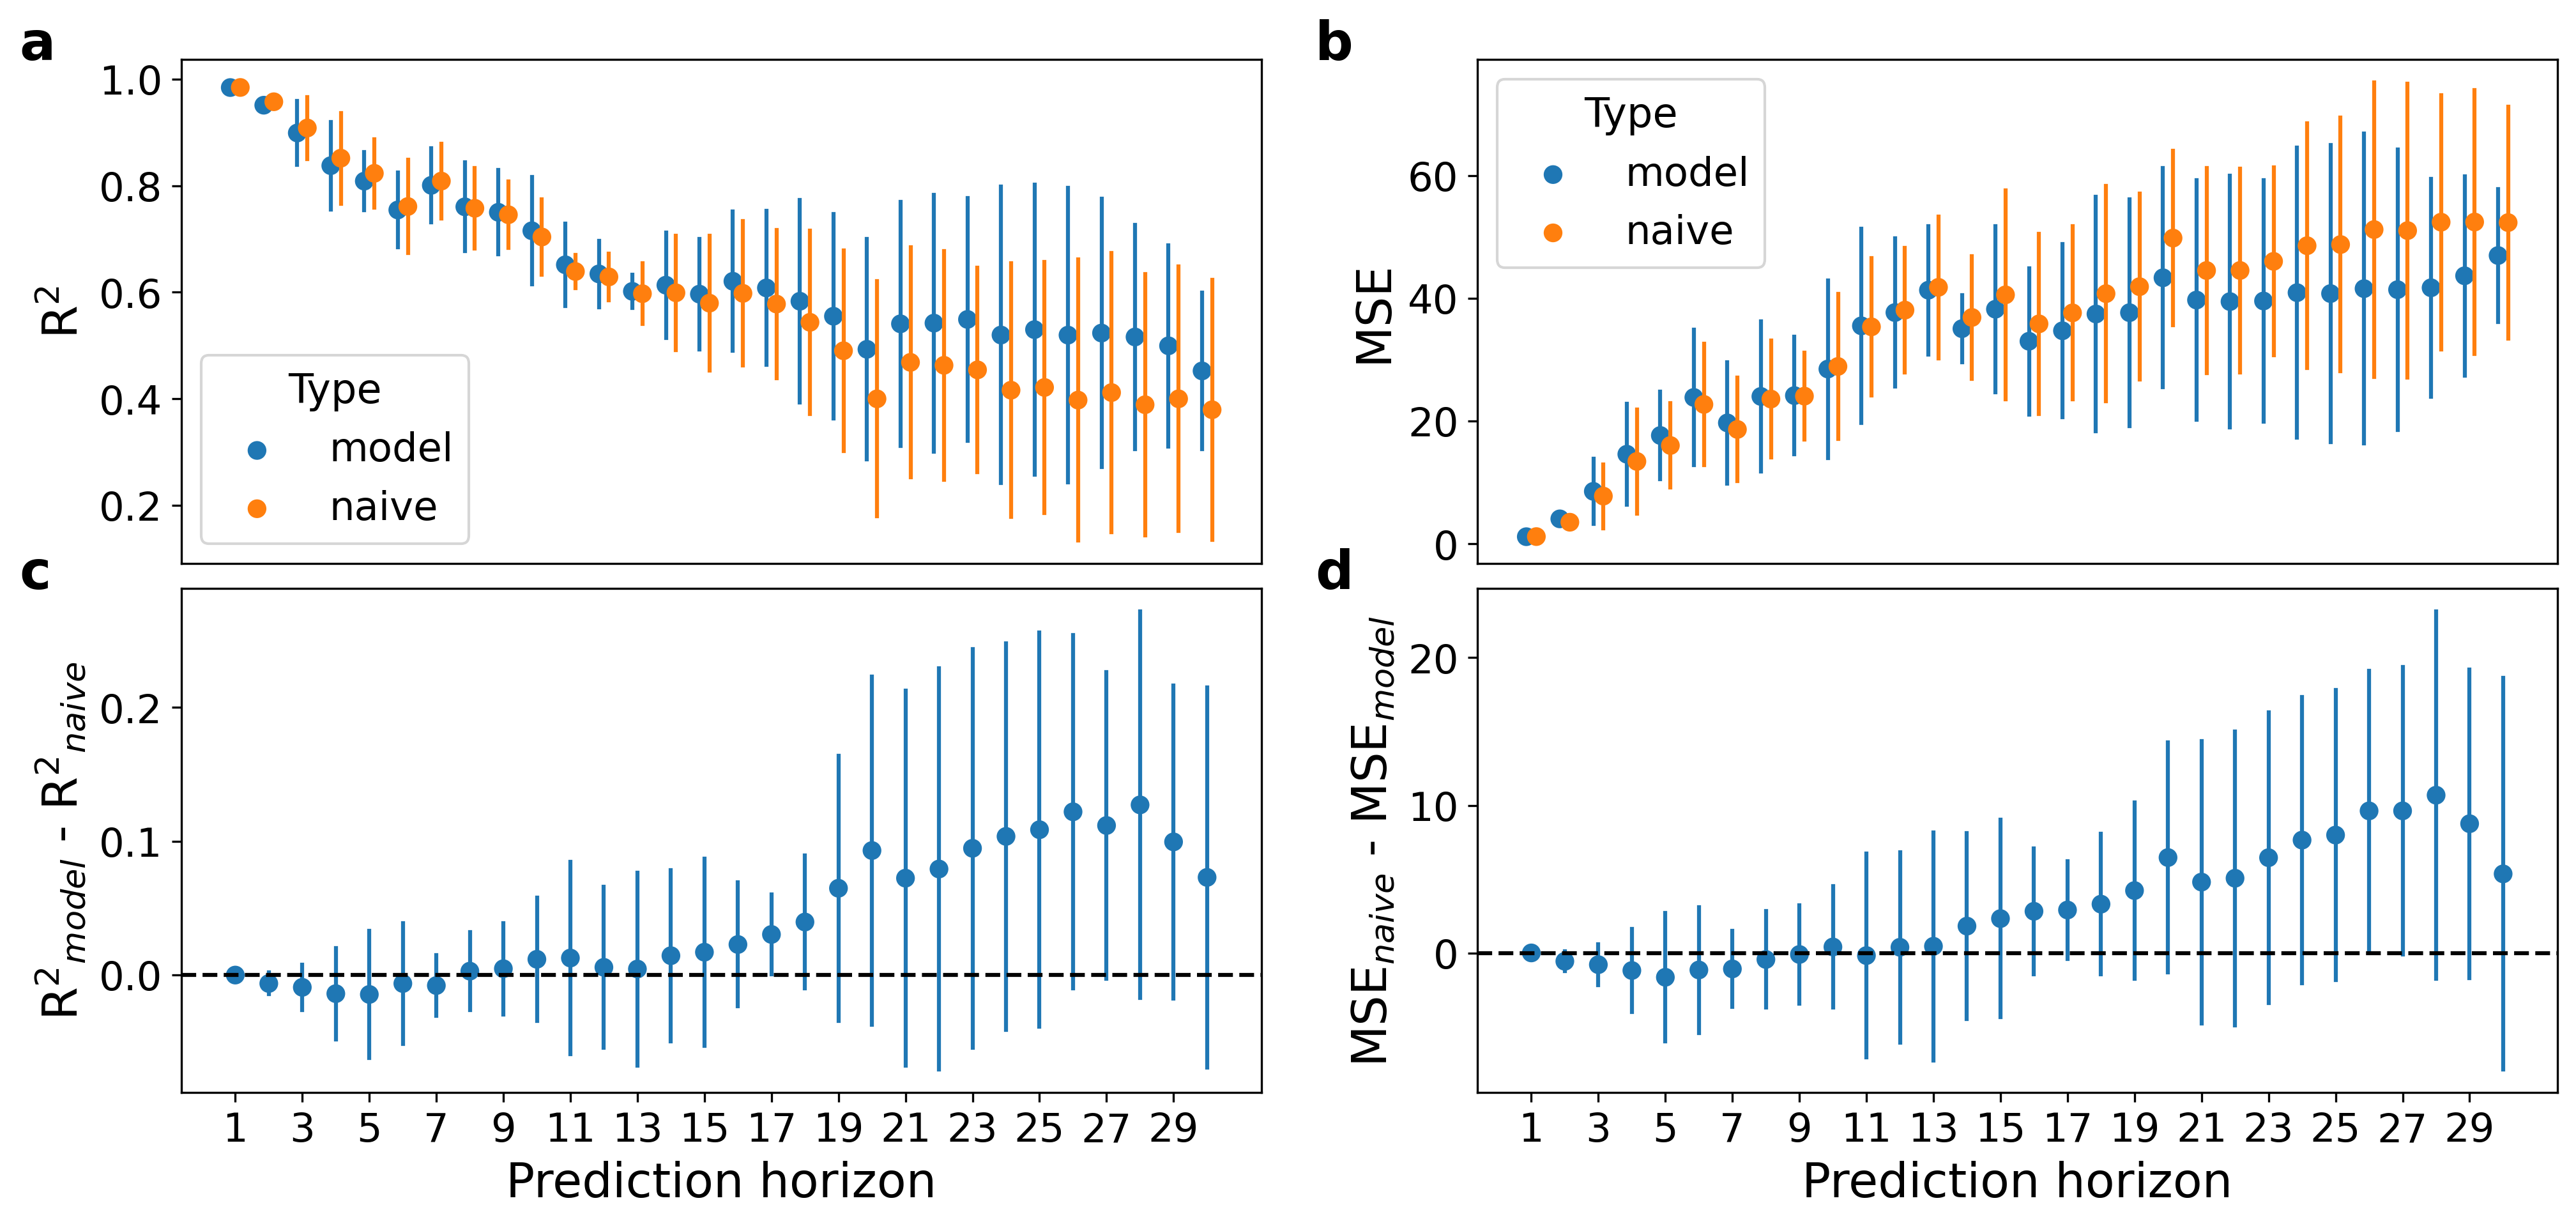 a
1.0
0.8
0.6
0.4
0.2
R²
Type
model
naive
b
60
40
20
0
MSE
Type
model
naive
c
0.2
0.1
0.0
R²model - R²naive
1 3 5 7 9 11 13 15 17 19 21 23 25 27 29
Prediction horizon
d
20
10
0
MSEnaive - MSEmodel
1 3 5 7 9 11 13 15 17 19 21 23 25 27 29
Prediction horizon